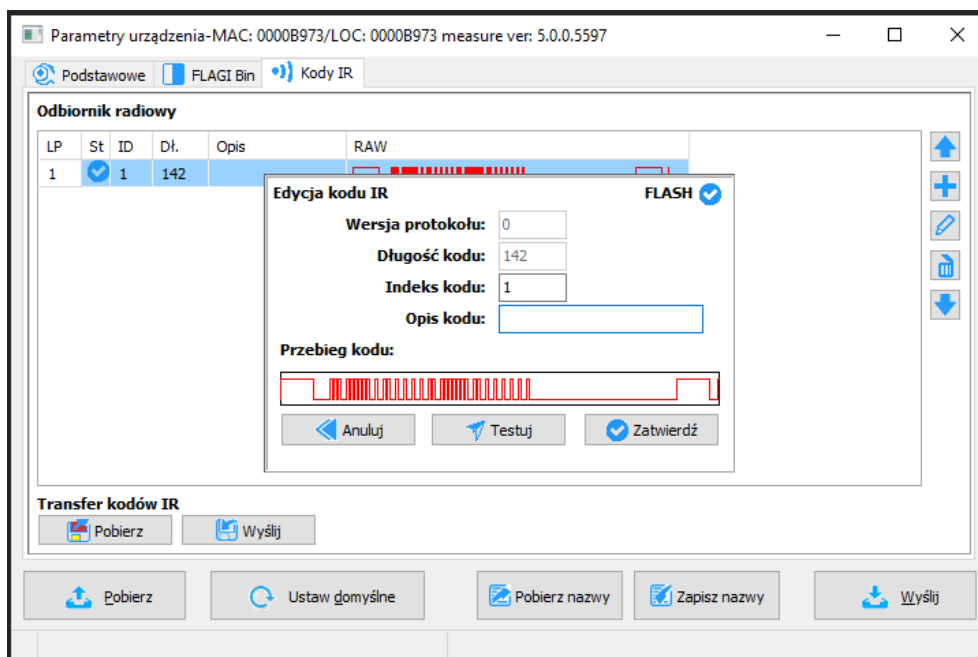 Parametry urządzenia-MAC: 0000B973/LOC: 0000B973 measure ver: 5.0.0.5597
Podstawowe FLAGI Bin Kody IR
Odbiornik radiowy
LP St ID Dł. Opis RAW
1 1 142
Edycja kodu IR FLASH
Wersja protokołu: 0
Długość kodu: 142
Indeks kodu: 1
Opis kodu:
Przebieg kodu:
Anuluj Testuj Zatwierdź
Transfer kodów IR
Pobierz Wyślij
Pobierz Ustaw domyślne Pobierz nazwy Zapisz nazwy Wyślij